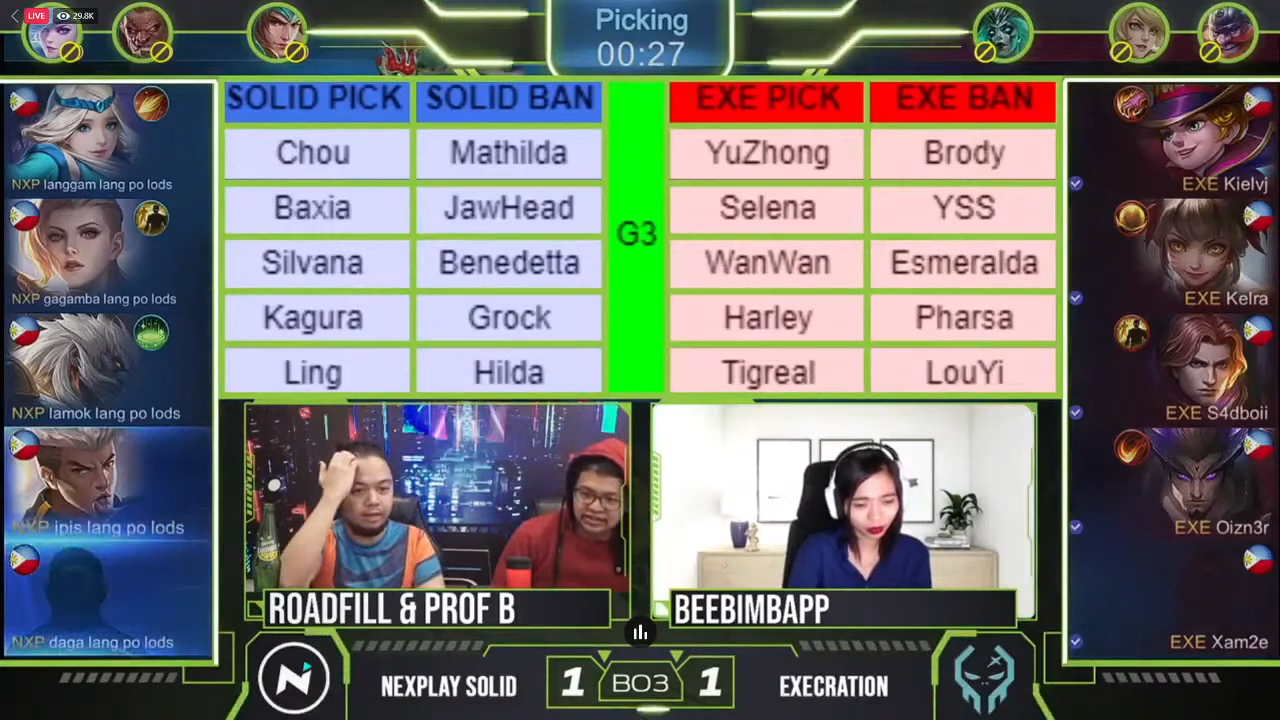 LIVE 29.8K
Picking
00:27
SOLID PICK SOLID BAN EXE PICK EXE BAN
Chou Mathilda YuZhong Brody
Baxia JawHead Selena YSS
G3
Silvana Benedetta WanWan Esmeralda
Kagura Grock Harley Pharsa
Ling Hilda Tigreal LouYi
NXP langgam lang po lods
NXP gagamba lang po lods
NXP lamok lang po lods
NXP ipis lang po lods
NXP daga lang po lods
EXE Kielvj
EXE Kelra
EXE S4dboii
EXE Oizn3r
EXE Xam2e
ROADFILL & PROF B
BEEBIMBAPP
NEXPLAY SOLID 1 BO3 1 EXECRATION